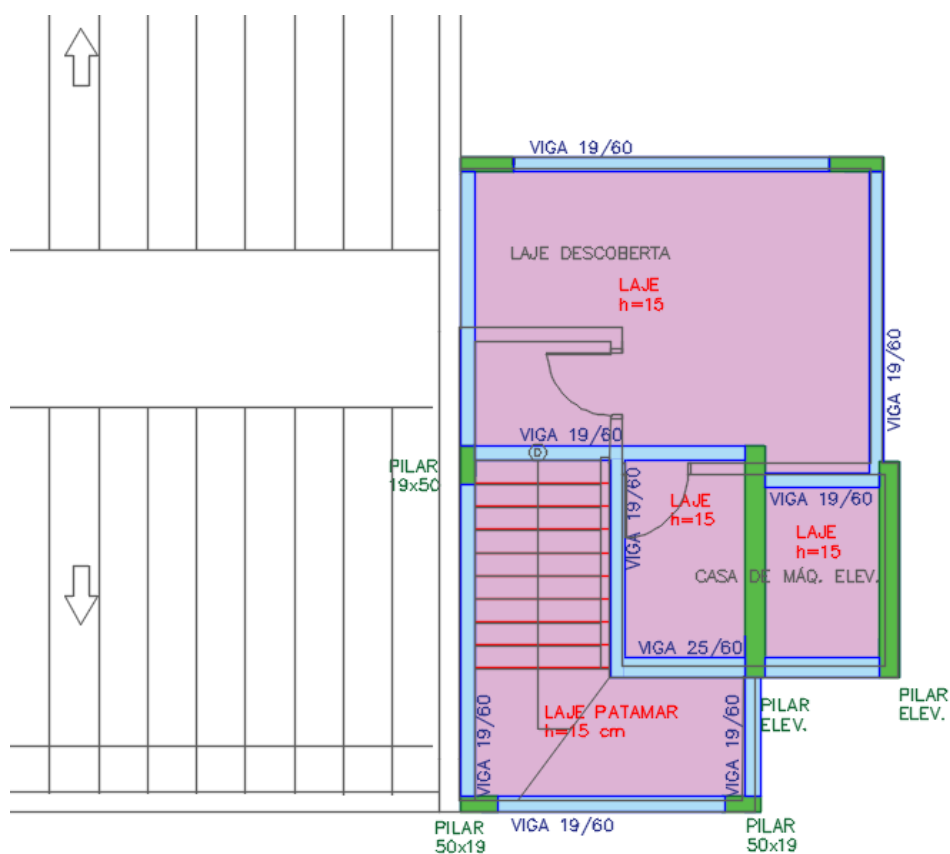 VIGA 19/60
LAJE DESCOBERTA
LAJE
h=15
VIGA 19/60
VIGA 19/60
PILAR
19x50
VIGA 19/60
LAJE
h=15
VIGA 19/60
LAJE
h=15
CASA DE MÁQ. ELEV.
VIGA 25/60
D
VIGA 19/60
LAJE PATAMAR
h=15 cm
VIGA 19/60
PILAR
ELEV.
PILAR
ELEV.
PILAR
50x19
VIGA 19/60
PILAR
50x19